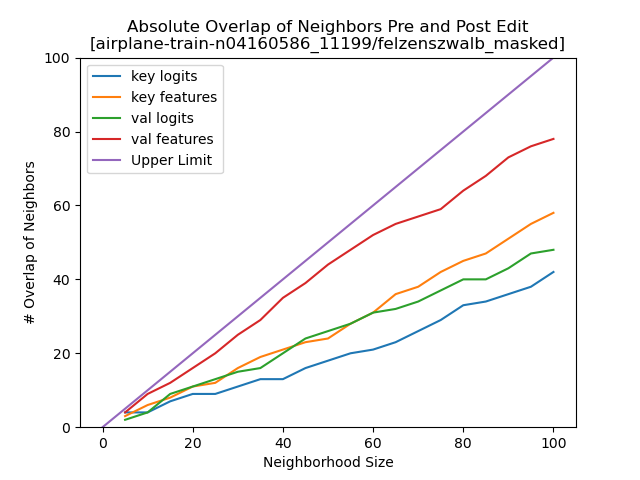 Absolute Overlap of Neighbors Pre and Post Edit
[airplane-train-n04160586_11199/felzenszwalb_masked]
key logits
key features
val logits
val features
Upper Limit
# Overlap of Neighbors
100
80
60
40
20
0
0 20 40 60 80 100
Neighborhood Size